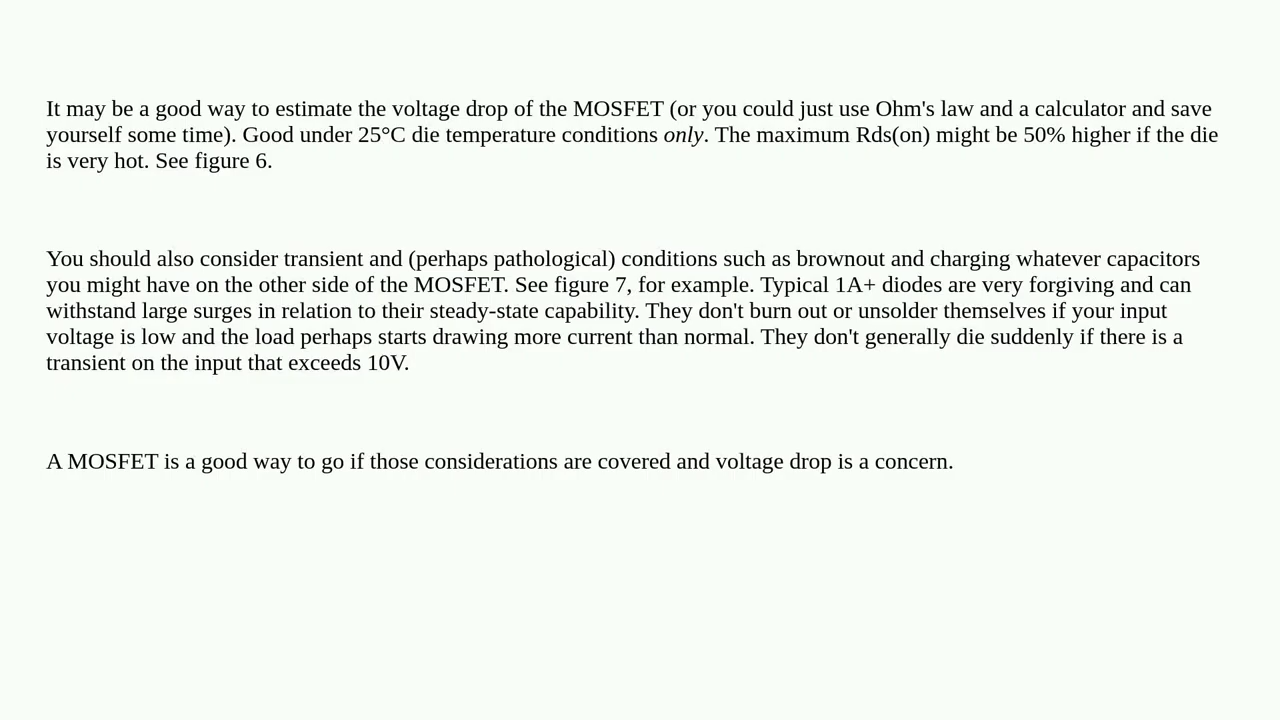 It may be a good way to estimate the voltage drop of the MOSFET (or you could just use Ohm's law and a calculator and save
yourself some time). Good under 25°C die temperature conditions only. The maximum Rds(on) might be 50% higher if the die
is very hot. See figure 6.
You should also consider transient and (perhaps pathological) conditions such as brownout and charging whatever capacitors
you might have on the other side of the MOSFET. See figure 7, for example. Typical 1A+ diodes are very forgiving and can
withstand large surges in relation to their steady-state capability. They don't burn out or unsolder themselves if your input
voltage is low and the load perhaps starts drawing more current than normal. They don't generally die suddenly if there is a
transient on the input that exceeds 10V.
A MOSFET is a good way to go if those considerations are covered and voltage drop is a concern.